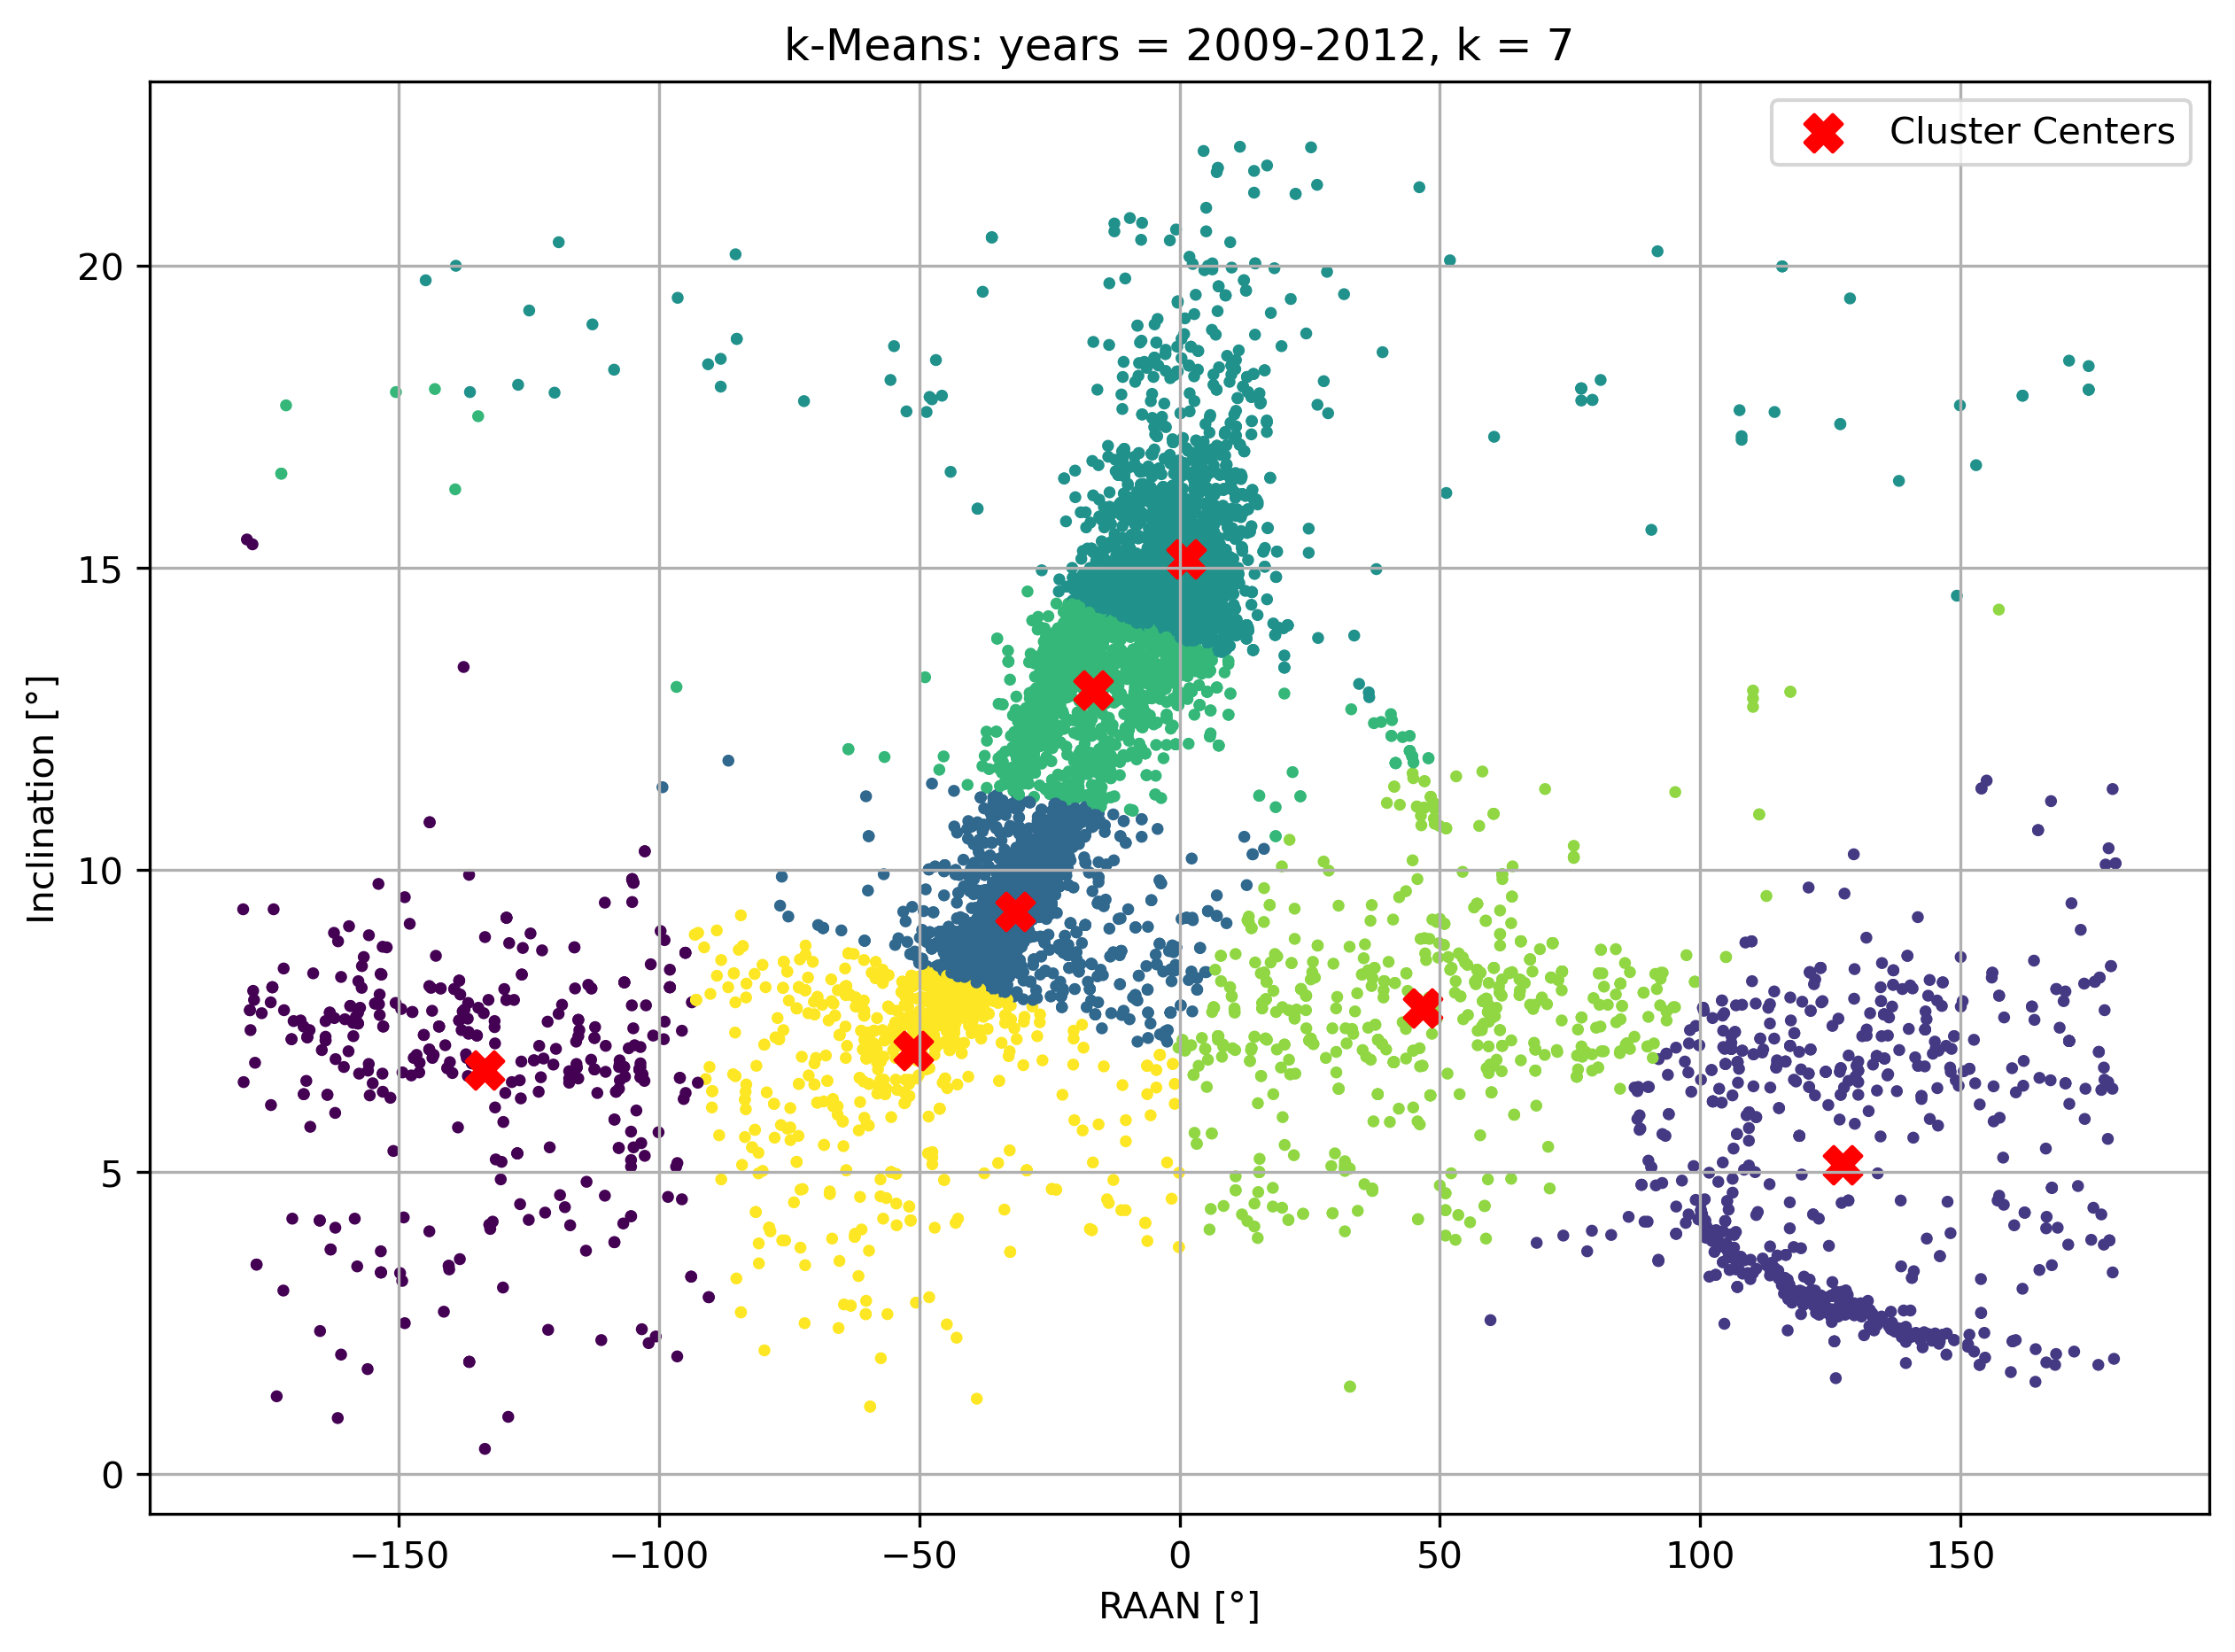 k-Means: years = 2009-2012, k = 7
Cluster Centers
20
15
10
5
0
Inclination [°]
−150 −100 −50 0 50 100 150
RAAN [°]